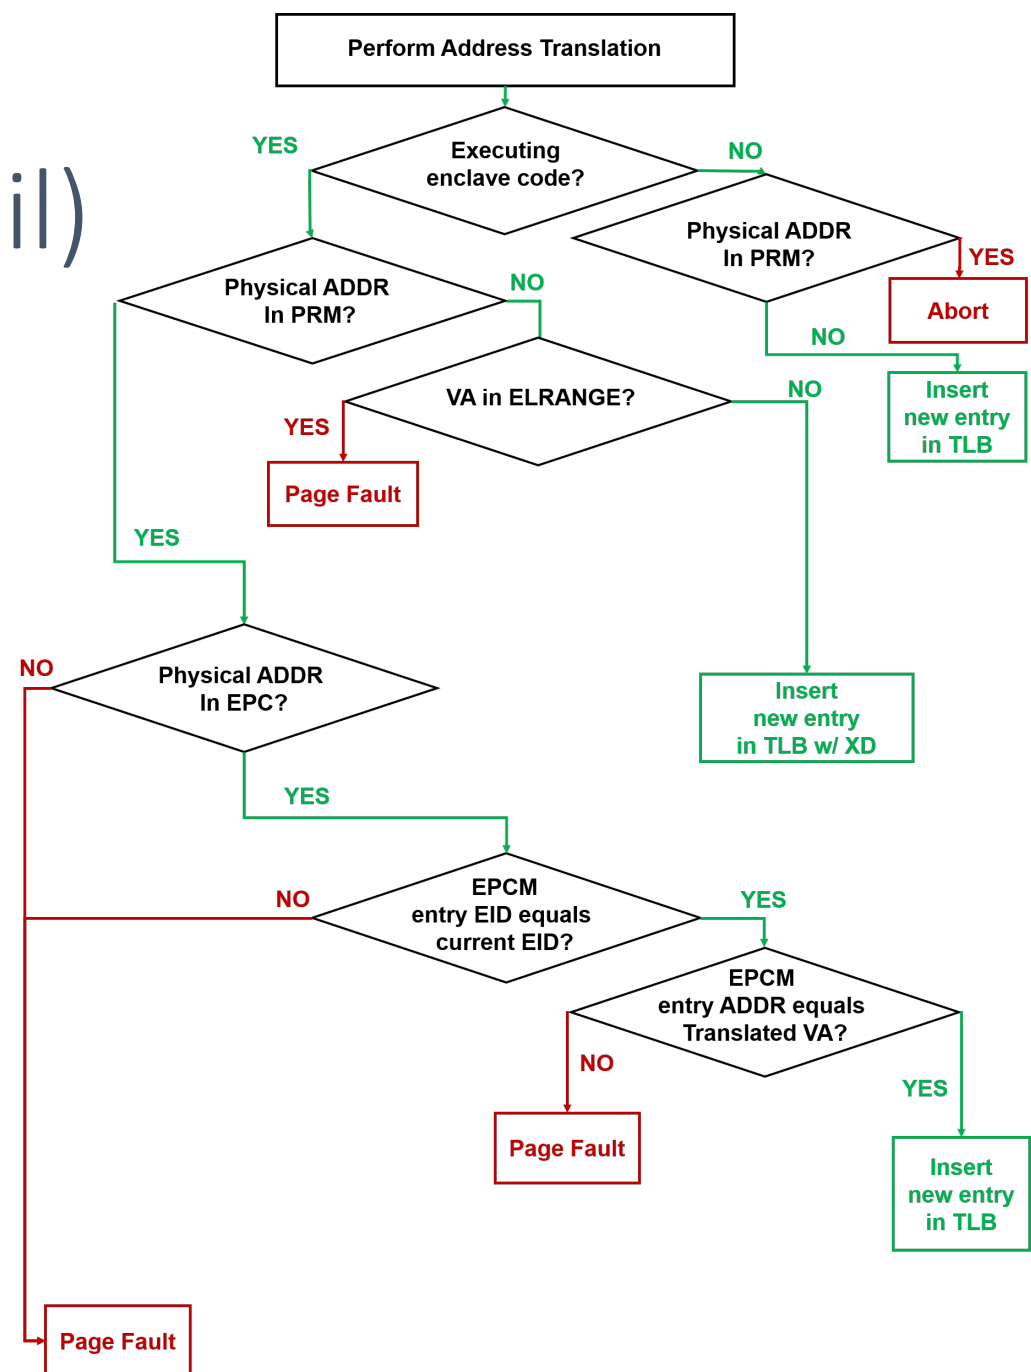 Perform Address Translation
YES
Executing
enclave code?
NO
il)
Physical ADDR
In PRM?
YES
Abort
NO
Insert
new entry
in TLB
Physical ADDR
In PRM?
NO
VA in ELRANGE?
YES
Page Fault
NO
Insert
new entry
in TLB w/ XD
YES
Physical ADDR
In EPC?
NO
YES
EPCM
entry EID equals
current EID?
NO
YES
EPCM
entry ADDR equals
Translated VA?
NO
Page Fault
YES
Insert
new entry
in TLB
Page Fault